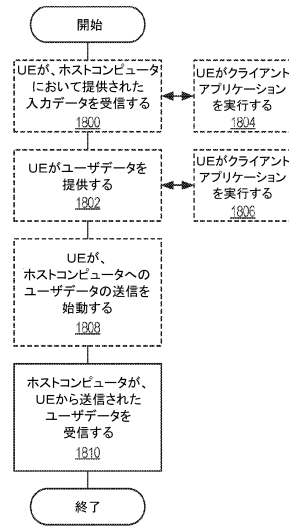 開始
UEが、ホストコンピュータ
において提供された
入力データを受信する
1800
UEがクライアント
アプリケーション
を実行する
1804
UEがユーザデータを
提供する
1802
UEがクライアント
アプリケーション
を実行する
1806
UEが、
ホストコンピュータへの
ユーザデータの送信を
始動する
1808
ホストコンピュータが、
UEから送信された
ユーザデータを
受信する
1810
終了